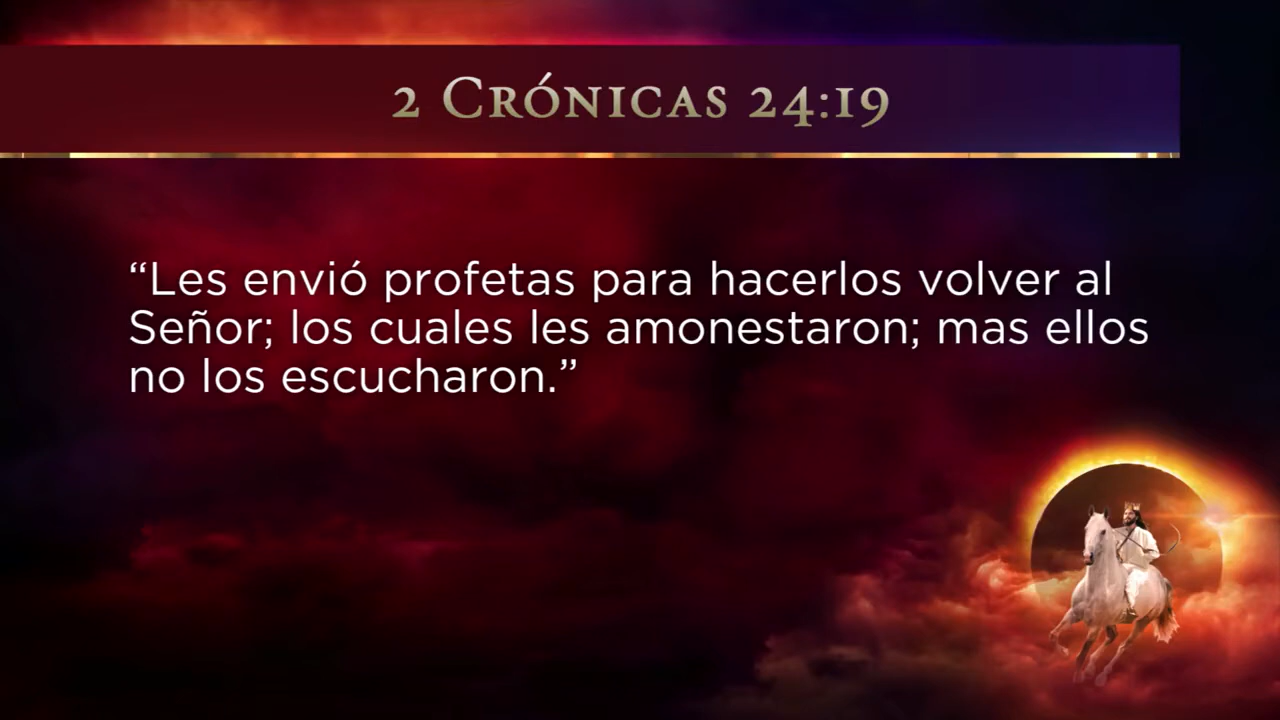 2 Crónicas 24:19
“Les envió profetas para hacerlos volver al
Señor; los cuales les amonestaron; mas ellos
no los escucharon.”